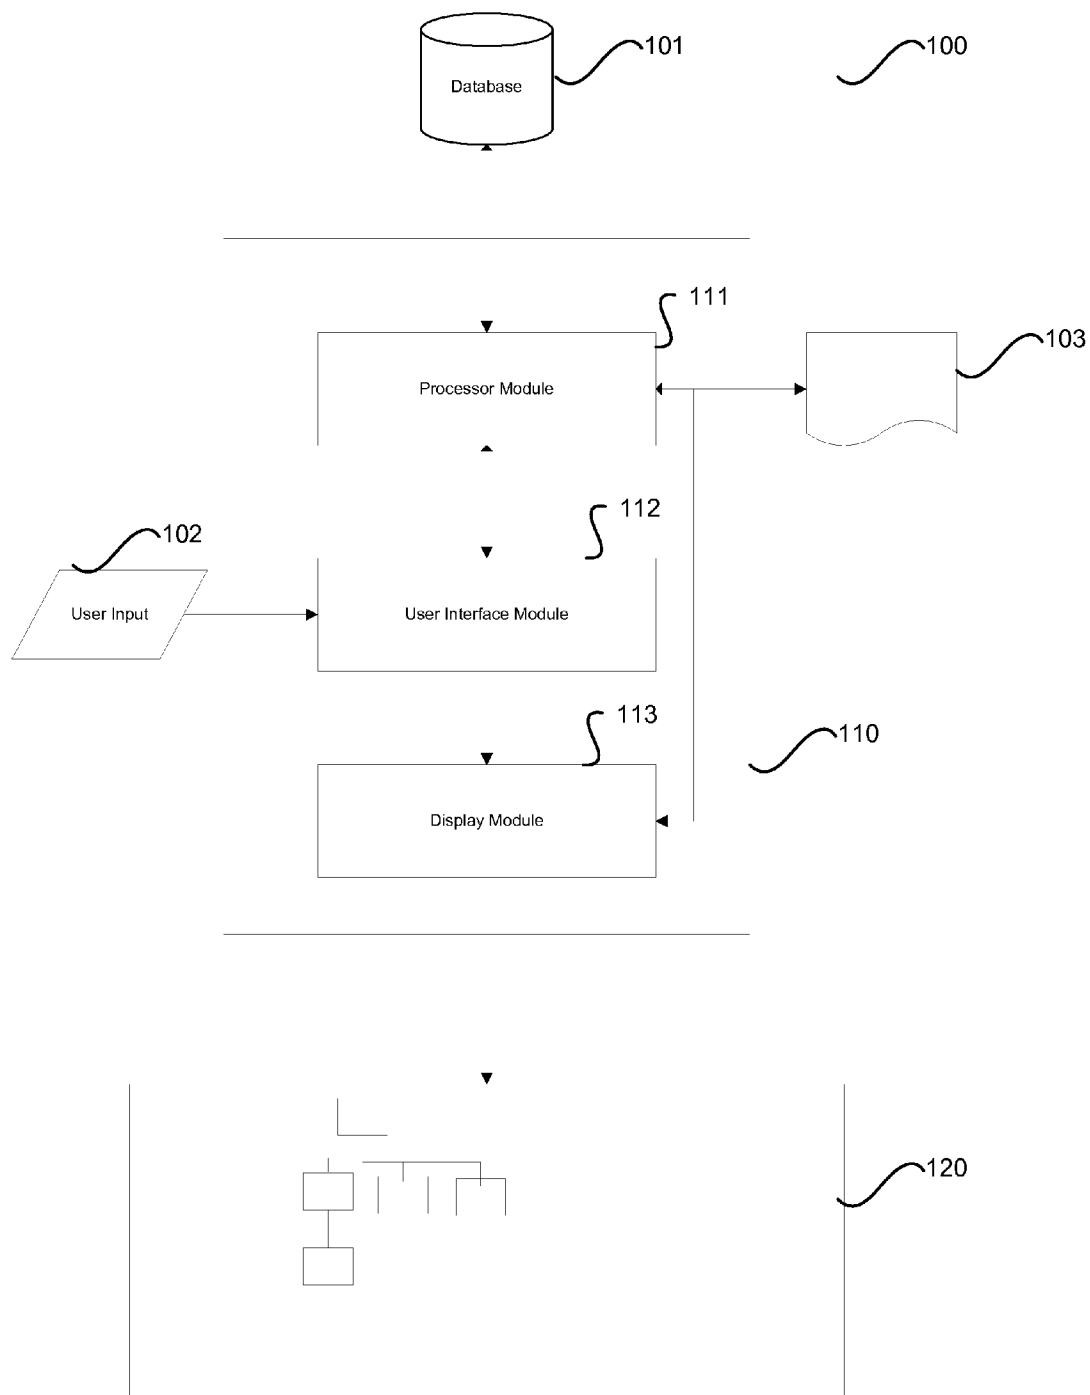 101
100
Database
111
103
Processor Module
112
102
User Input
User Interface Module
113
110
Display Module
120